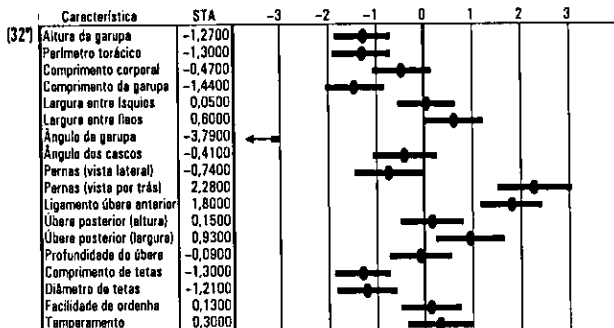 Característica STA −3 −2 −1 0 1 2 3
(32ª) Altura da garupa −1,2700
Perímetro torácico −1,3000
Comprimento corporal −0,4700
Comprimento da garupa −1,4400
Largura entre ísquios 0,0500
Largura entre íleos 0,6000
Ângulo da garupa −3,7900
Ângulo dos cascos −0,4100
Pernas (vista lateral) −0,7400
Pernas (vista por trás) 2,2800
Ligamento úbere anterior 1,8000
Úbere posterior (altura) 0,1500
Úbere posterior (largura) 0,9300
Profundidade do úbere −0,0900
Comprimento de tetas −1,3000
Diâmetro de tetas −1,2100
Facilidade de ordenha 0,1300
Temperamento 0,3000